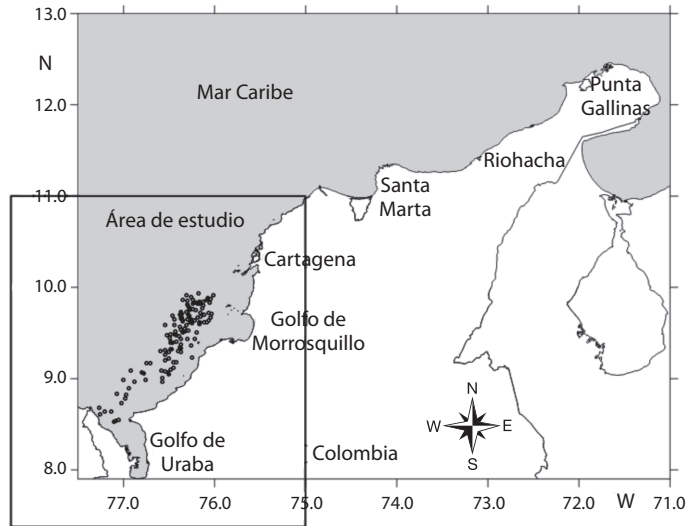 13.0
N
Mar Caribe
12.0
Punta
Gallinas
Riohacha
11.0
Santa
Marta
Área de estudio
Cartagena
10.0
Golfo de
Morrosquillo
9.0
N
W
E
S
Golfo de
Uraba
Colombia
8.0
77.0 76.0 75.0 74.0 73.0 72.0 W 71.0